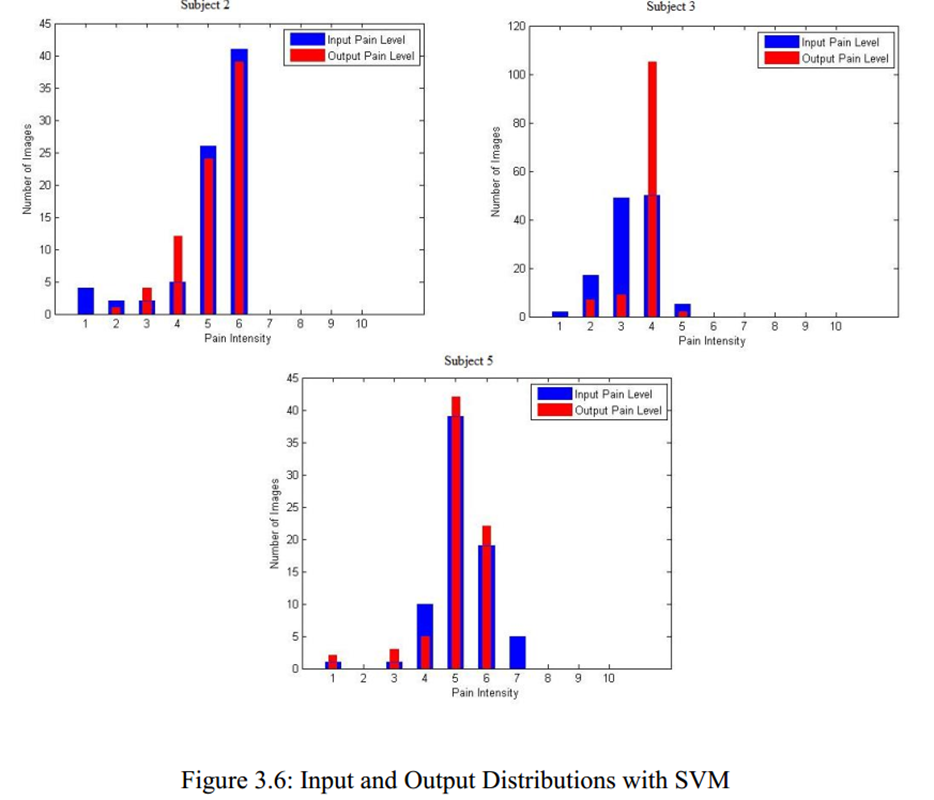 Subject 2
45
40
35
30
25
20
15
10
5
0
Number of Images
Input Pain Level
Output Pain Level
1 2 3 4 5 6 7 8 9 10
Pain Intensity
Subject 3
120
100
80
60
40
20
0
Number of Images
Input Pain Level
Output Pain Level
1 2 3 4 5 6 7 8 9 10
Pain Intensity
Subject 5
45
40
35
30
25
20
15
10
5
0
Number of Images
Input Pain Level
Output Pain Level
1 2 3 4 5 6 7 8 9 10
Pain Intensity
Figure 3.6: Input and Output Distributions with SVM